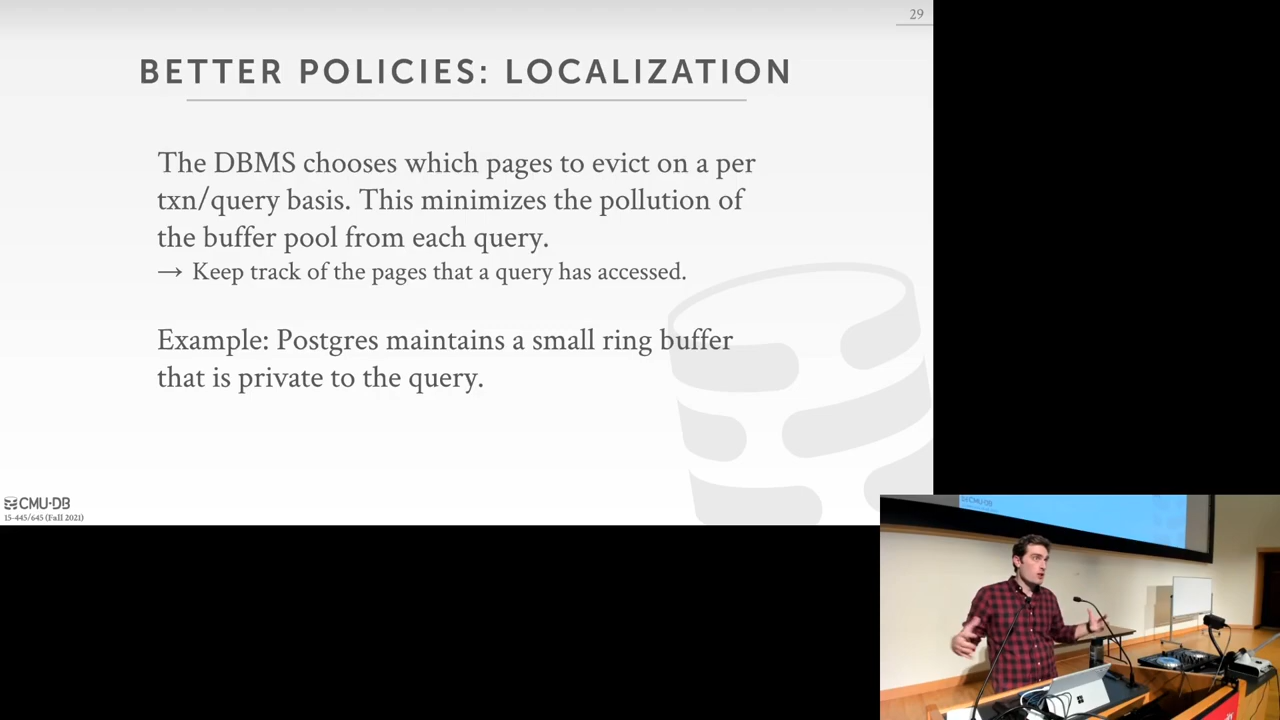 29
BETTER POLICIES: LOCALIZATION
The DBMS chooses which pages to evict on a per
txn/query basis. This minimizes the pollution of
the buffer pool from each query.
→ Keep track of the pages that a query has accessed.
Example: Postgres maintains a small ring buffer
that is private to the query.
CMU·DB
15-445/645 (Fall 2021)